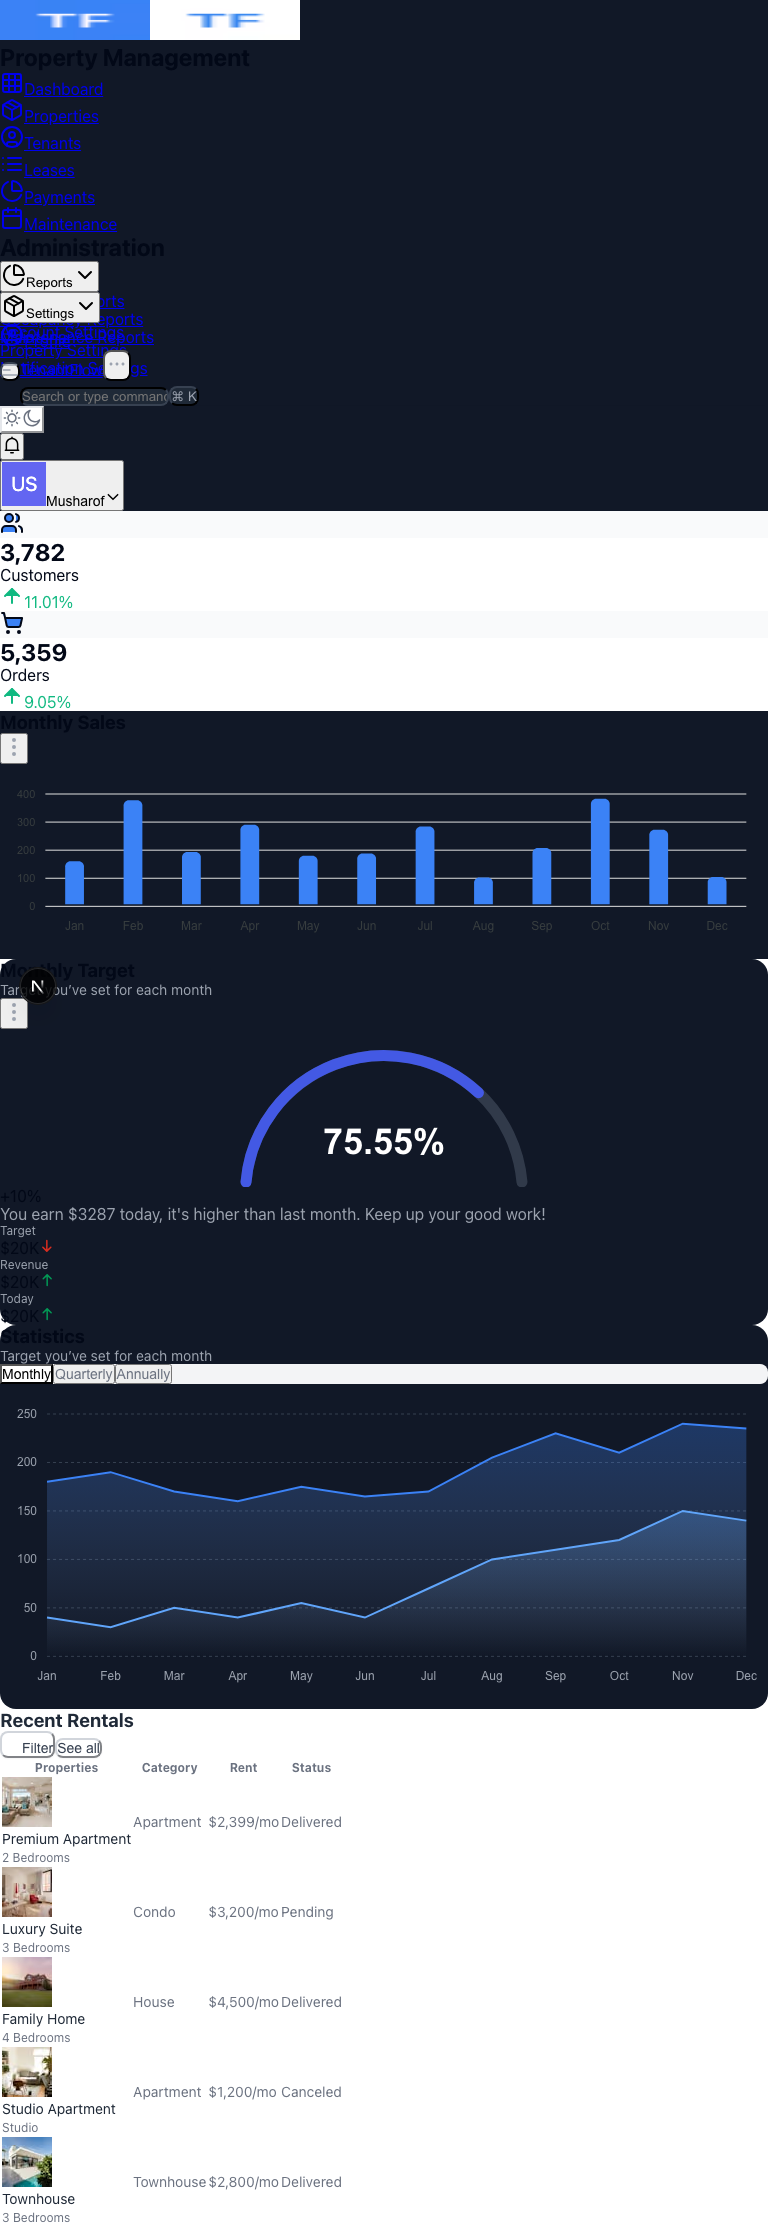 TF TF
Property Management
Dashboard
Properties
Tenants
Leases
Payments
Maintenance
Administration
Reports
Settings
Property Settings
Search or type command ⌘ K
US Musharof
3,782
Customers
11.01%
5,359
Orders
9.05%
Monthly Sales
400
300
200
100
0
Jan Feb Mar Apr May Jun Jul Aug Sep Oct Nov Dec
Monthly Target
N
Target you’ve set for each month
75.55%
+10%
You earn $3287 today, it's higher than last month. Keep up your good work!
Target
$20K
Revenue
$20K
Today
$20K
Statistics
Target you’ve set for each month
Monthly Quarterly Annually
250
200
150
100
50
0
Jan Feb Mar Apr May Jun Jul Aug Sep Oct Nov Dec
Recent Rentals
Filter See all
Properties Category Rent Status
Premium Apartment
2 Bedrooms
Apartment $2,399/mo Delivered
Luxury Suite
3 Bedrooms
Condo $3,200/mo Pending
Family Home
4 Bedrooms
House $4,500/mo Delivered
Studio Apartment
Studio
Apartment $1,200/mo Canceled
Townhouse
3 Bedrooms
Townhouse $2,800/mo Delivered